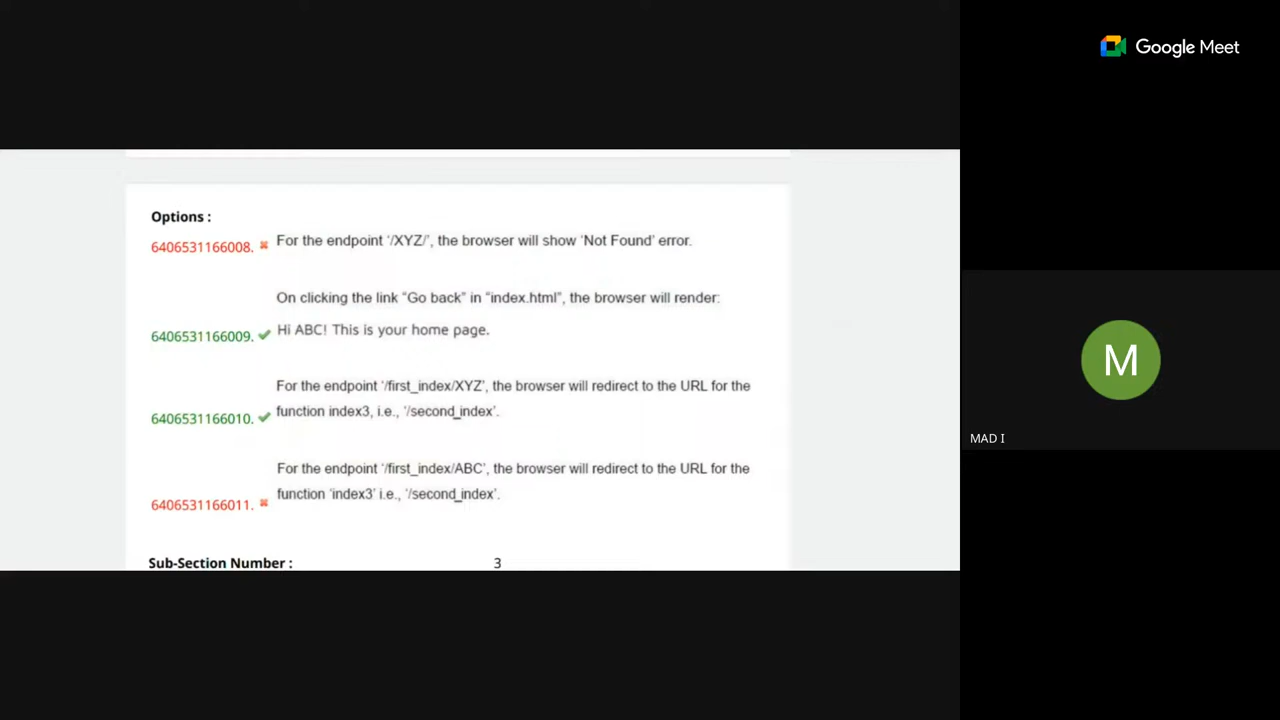 Google Meet
Options :
6406531166008. For the endpoint ‘/XYZ/’, the browser will show ‘Not Found’ error.
On clicking the link “Go back” in “index.html”, the browser will render:
6406531166009. Hi ABC! This is your home page.
For the endpoint ‘/first_index/XYZ’, the browser will redirect to the URL for the
6406531166010. function index3, i.e., ‘/second_index’.
For the endpoint ‘/first_index/ABC’, the browser will redirect to the URL for the
6406531166011. function ‘index3’ i.e., ‘/second_index’.
Sub-Section Number : 3
M
MAD I